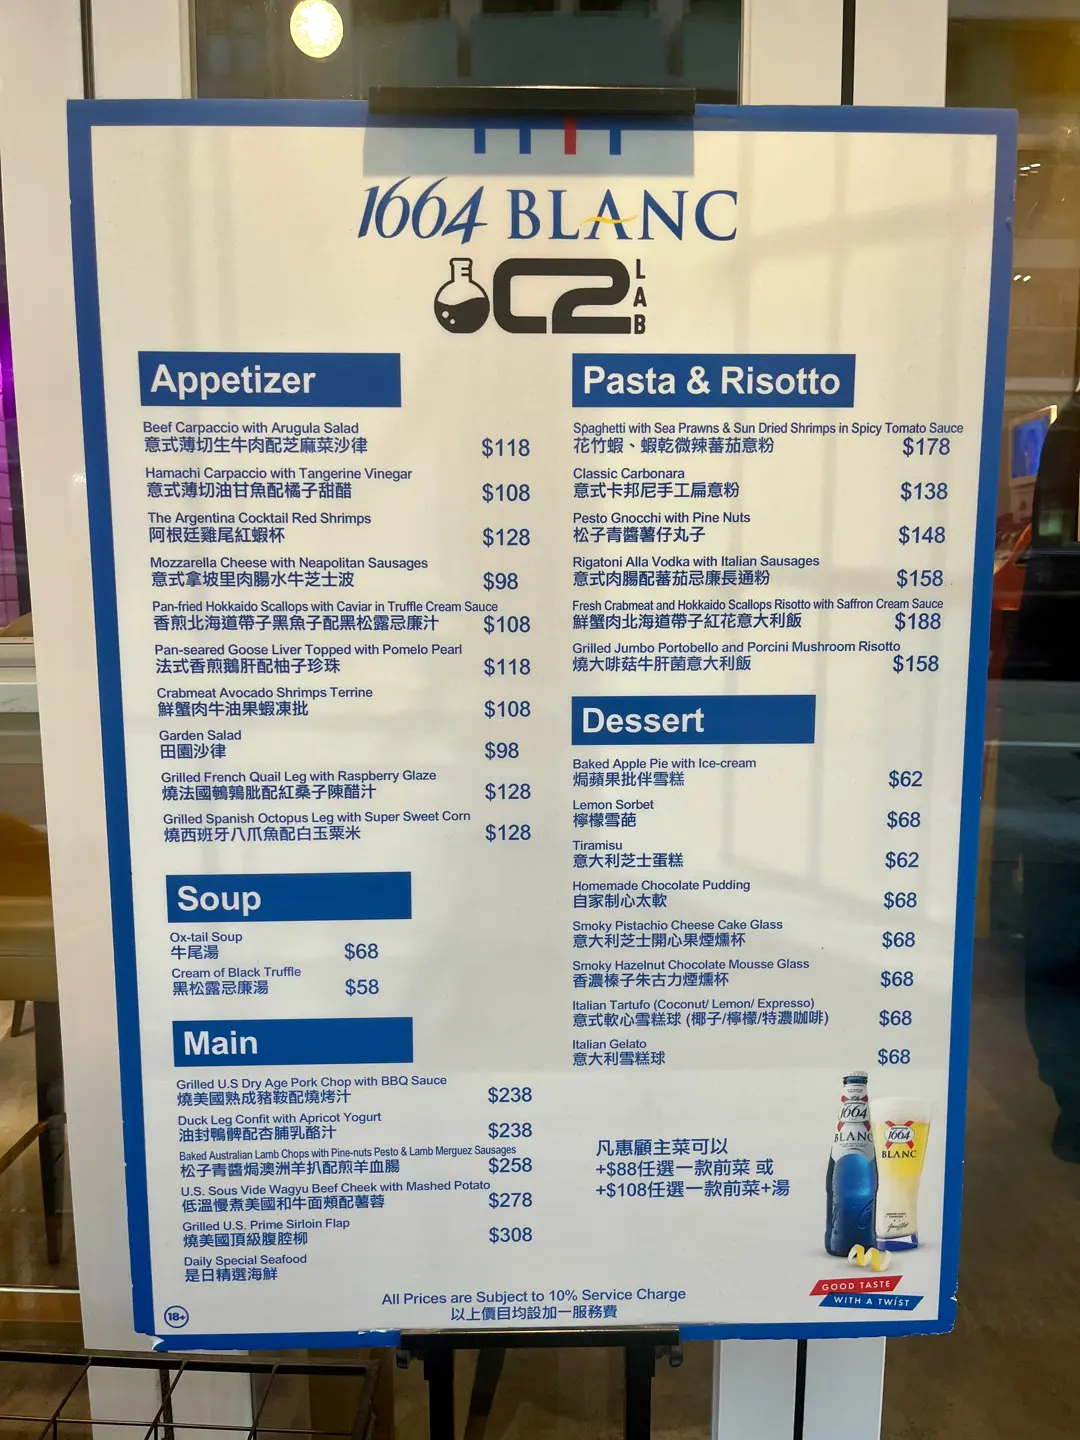 1664 BLANC
C2 LAB
Appetizer
Beef Carpaccio with Arugula Salad
意式薄切生牛肉配芝麻菜沙律 $118
Hamachi Carpaccio with Tangerine Vinegar
意式薄切油甘魚配橘子甜醋 $108
The Argentina Cocktail Red Shrimps
阿根廷雞尾紅蝦杯 $128
Mozzarella Cheese with Neapolitan Sausages
意式拿坡里肉腸水牛芝士波 $98
Pan-fried Hokkaido Scallops with Caviar in Truffle Cream Sauce
香煎北海道帶子黑魚子配黑松露忌廉汁 $108
Pan-seared Goose Liver Topped with Pomelo Pearl
法式香煎鵝肝配柚子珍珠 $118
Crabmeat Avocado Shrimps Terrine
鮮蟹肉牛油果蝦凍批 $108
Garden Salad
田園沙律 $98
Grilled French Quail Leg with Raspberry Glaze
燒法國鵪鶉肶配紅桑子陳醋汁 $128
Grilled Spanish Octopus Leg with Super Sweet Corn
燒西班牙八爪魚配白玉粟米 $128
Soup
Ox-tail Soup
牛尾湯 $68
Cream of Black Truffle
黑松露忌廉湯 $58
Main
Grilled U.S Dry Age Pork Chop with BBQ Sauce
燒美國熟成豬鞍配燒烤汁 $238
Duck Leg Confit with Apricot Yogurt
油封鴨髀配杏脯乳酪汁 $238
Baked Australian Lamb Chops with Pine-nuts Pesto & Lamb Merguez Sausages
松子青醬焗澳洲羊扒配煎羊血腸 $258
U.S. Sous Vide Wagyu Beef Cheek with Mashed Potato
低溫慢煮美國和牛面頰配薯蓉 $278
Grilled U.S. Prime Sirloin Flap
燒美國頂級腹腔柳 $308
Daily Special Seafood
是日精選海鮮
Pasta & Risotto
Spaghetti with Sea Prawns & Sun Dried Shrimps in Spicy Tomato Sauce
花竹蝦、蝦乾微辣蕃茄意粉 $178
Classic Carbonara
意式卡邦尼手工扁意粉 $138
Pesto Gnocchi with Pine Nuts
松子青醬薯仔丸子 $148
Rigatoni Alla Vodka with Italian Sausages
意式肉腸配蕃茄忌廉長通粉 $158
Fresh Crabmeat and Hokkaido Scallops Risotto with Saffron Cream Sauce
鮮蟹肉北海道帶子紅花意大利飯 $188
Grilled Jumbo Portobello and Porcini Mushroom Risotto
燒大啡菇牛肝菌意大利飯 $158
Dessert
Baked Apple Pie with Ice-cream
焗蘋果批伴雪糕 $62
Lemon Sorbet
檸檬雪葩 $68
Tiramisu
意大利芝士蛋糕 $62
Homemade Chocolate Pudding
自家制心太軟 $68
Smoky Pistachio Cheese Cake Glass
意大利芝士開心果煙燻杯 $68
Smoky Hazelnut Chocolate Mousse Glass
香濃榛子朱古力煙燻杯 $68
Italian Tartufo (Coconut/ Lemon/ Expresso)
意式軟心雪糕球 (椰子/檸檬/特濃咖啡) $68
Italian Gelato
意大利雪糕球 $68
凡惠顧主菜可以
+$88任選一款前菜 或
+$108任選一款前菜+湯
1664
BLANC
1664
BLANC
GOOD TASTE
WITH A TWIST
All Prices are Subject to 10% Service Charge
以上價目均設加一服務費
18+